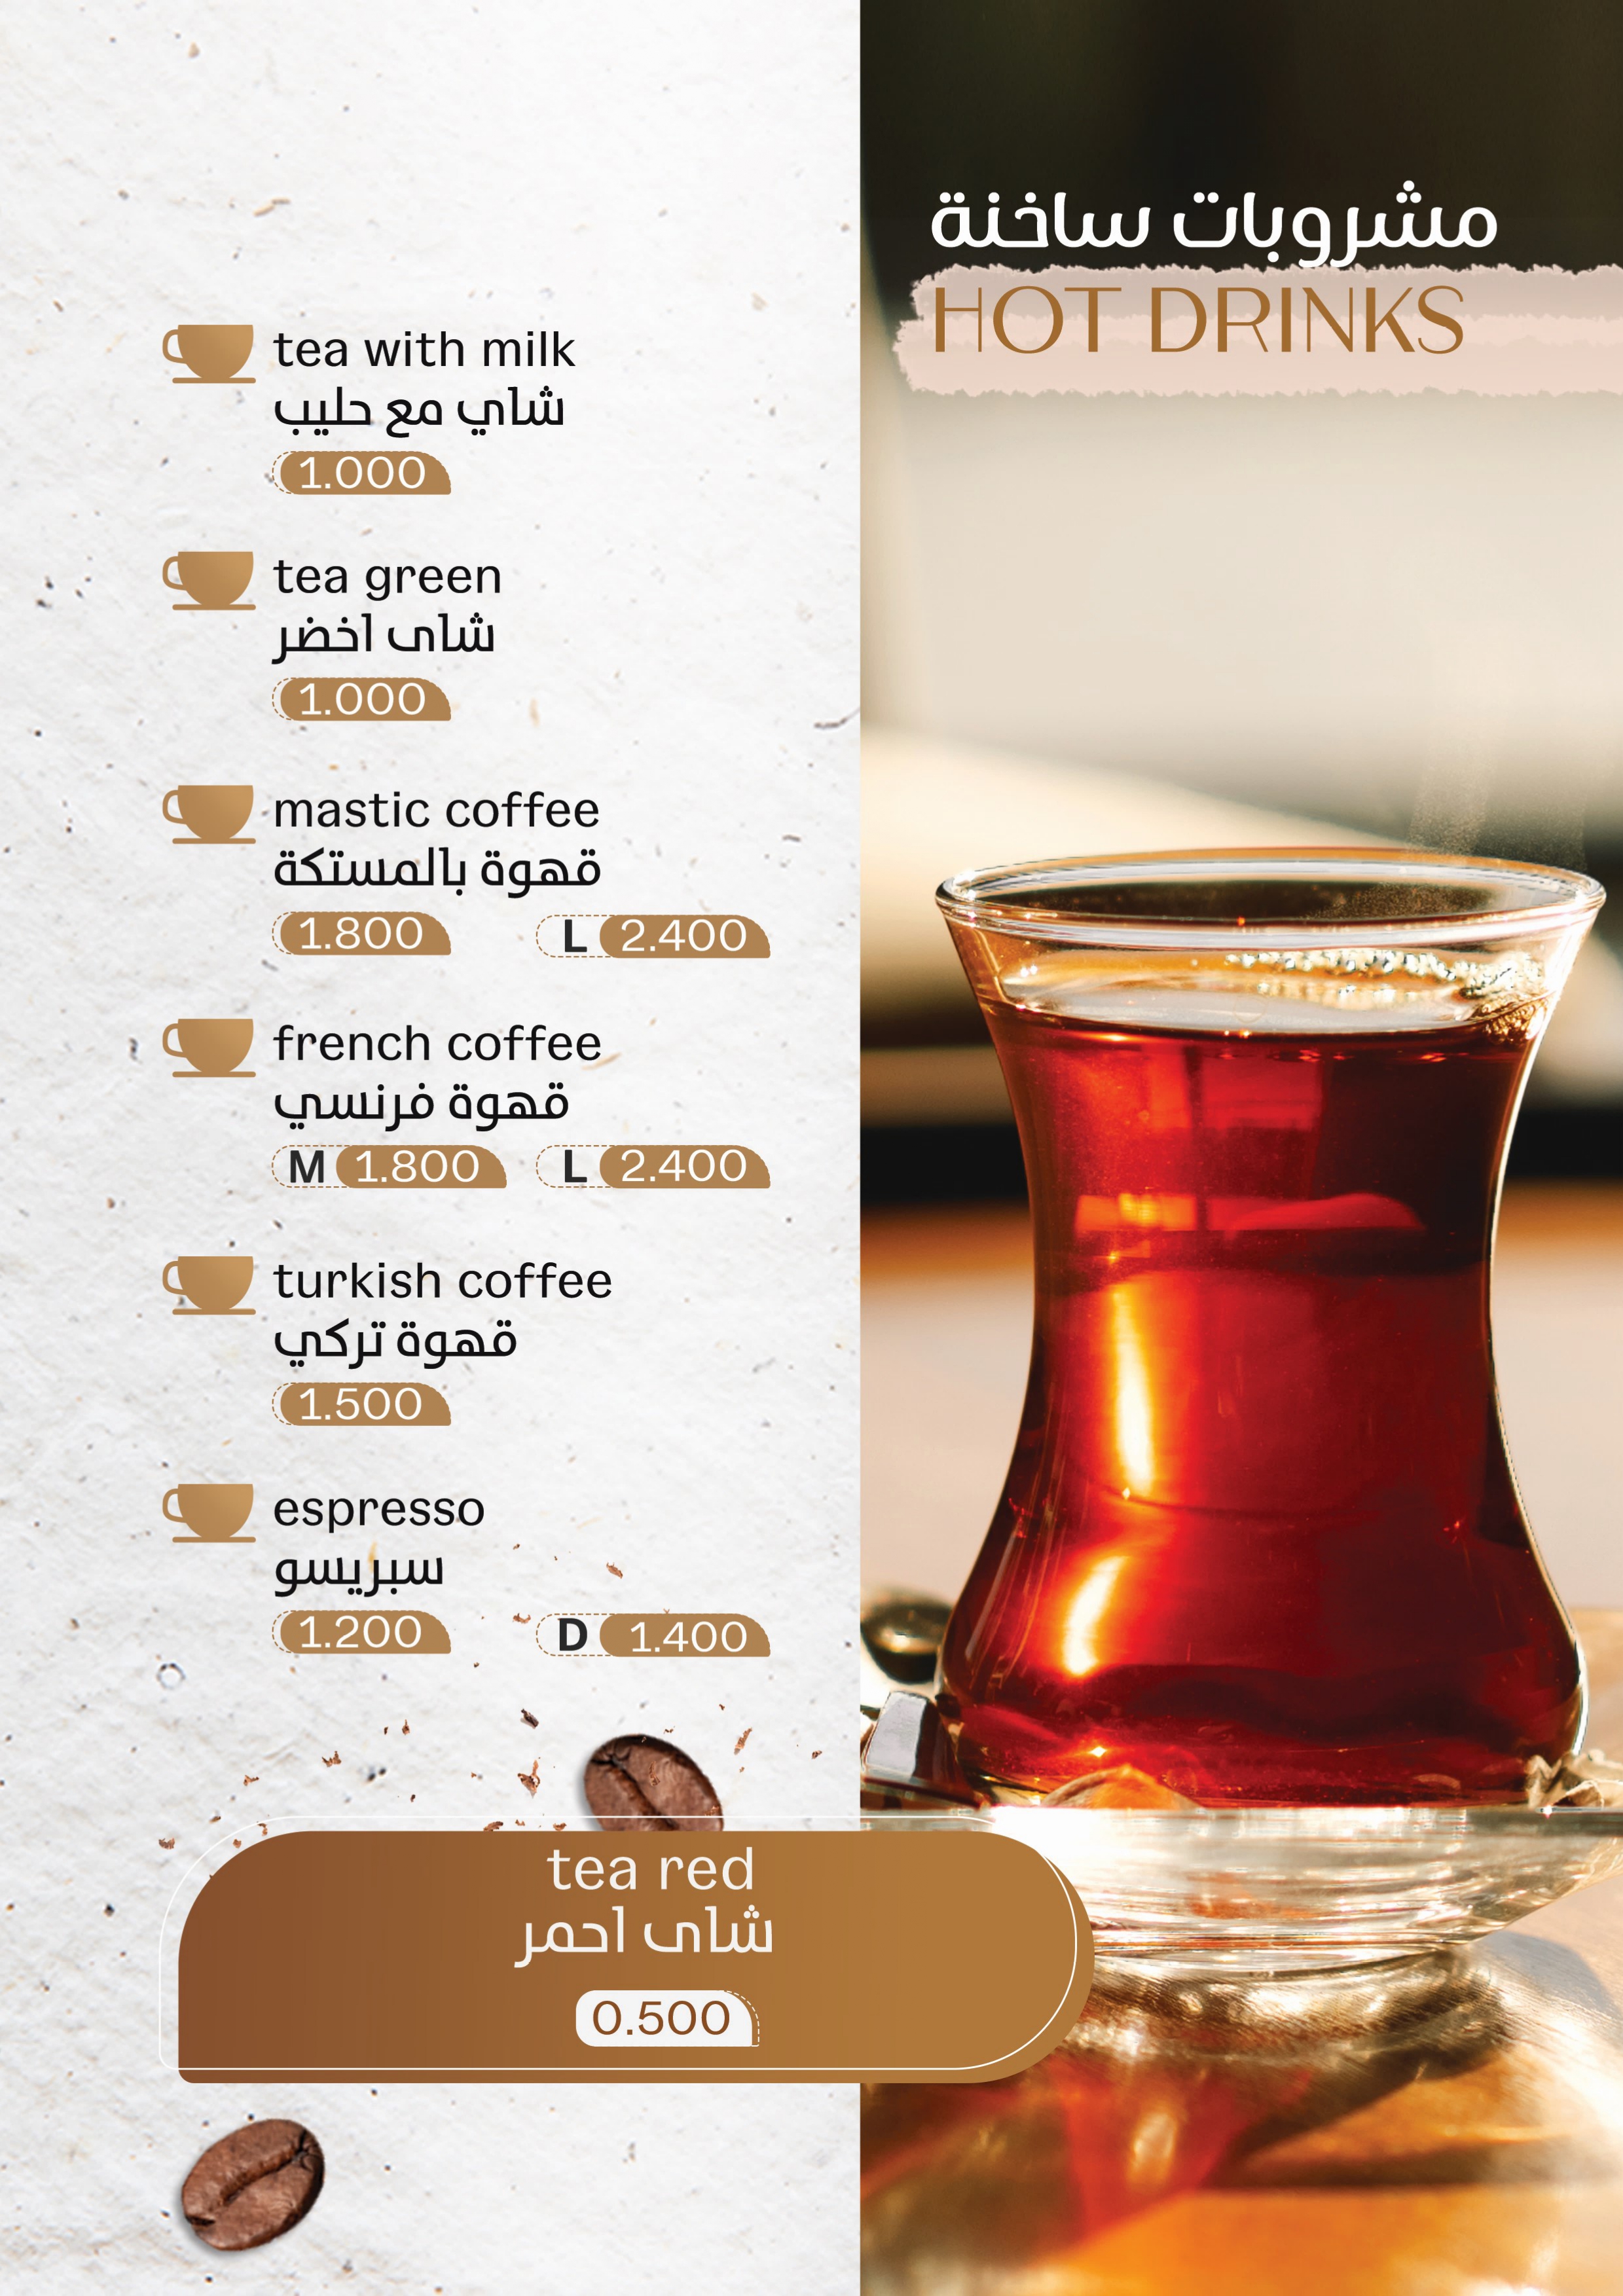 مشروبات ساخنة
HOT DRINKS
tea with milk
شاي مع حليب
1.000
tea green
شاى اخضر
1.000
mastic coffee
قهوة بالمستكة
1.800 L 2.400
french coffee
قهوة فرنسي
M 1.800 L 2.400
turkish coffee
قهوة تركي
1.500
espresso
سبريسو
1.200 D 1.400
tea red
شاى احمر
0.500